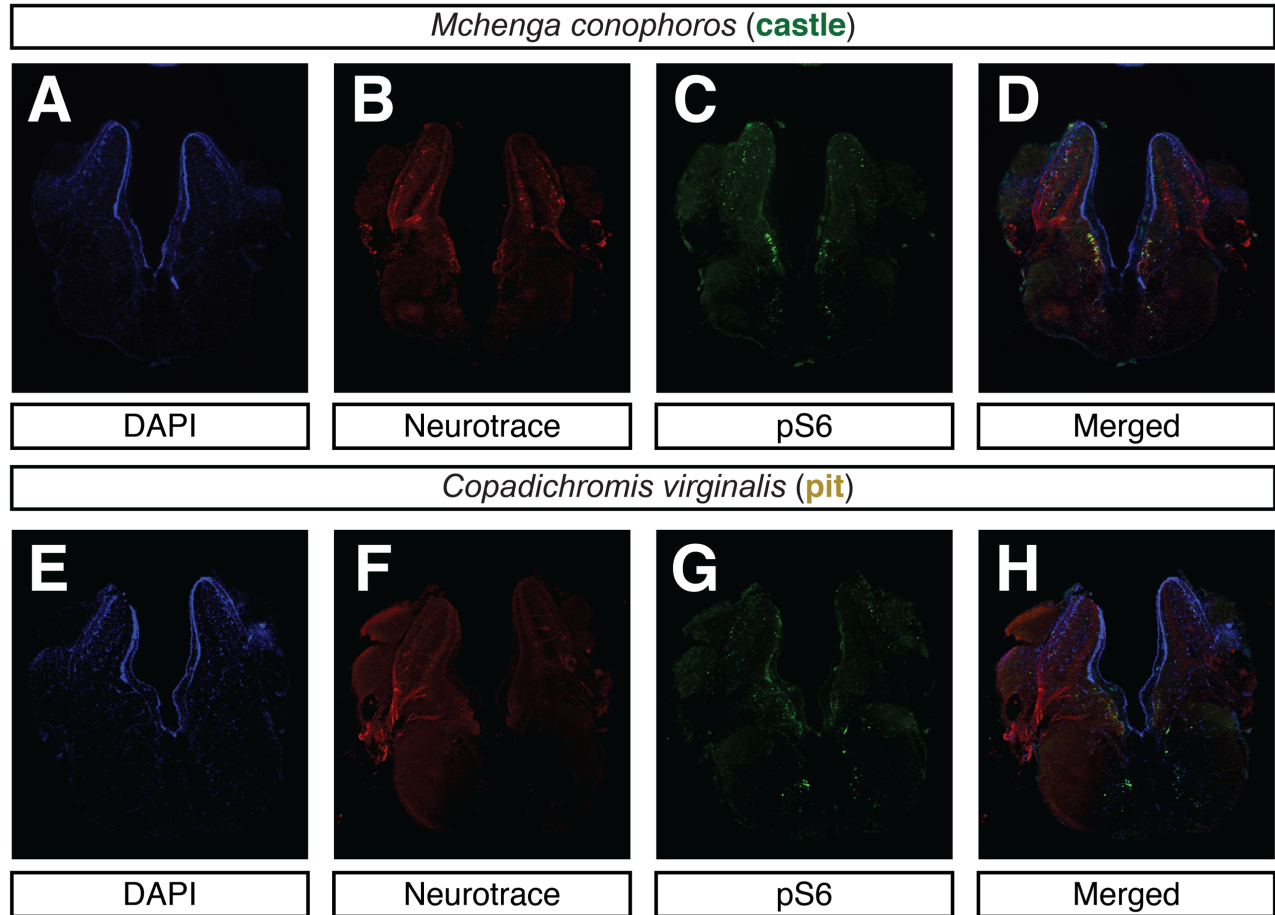 Mchenga conophoros (castle)
A B C D
DAPI Neurotrace pS6 Merged
Copadichromis virginalis (pit)
E F G H
DAPI Neurotrace pS6 Merged